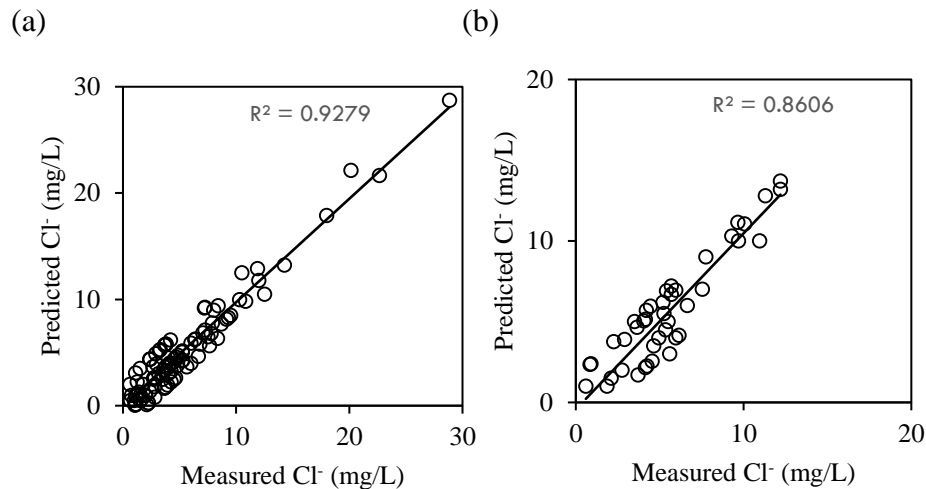 (a)
(b)
30
20
10
0
R² = 0.9279
Predicted Cl⁻ (mg/L)
0 10 20 30
Measured Cl⁻ (mg/L)
20
10
0
R² = 0.8606
Predicted Cl⁻ (mg/L)
0 10 20
Measured Cl⁻ (mg/L)